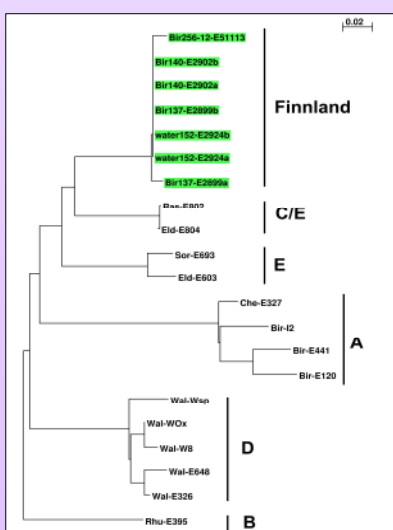 0.02
Bir256-12-E51113
Bir140-E2902b
Bir140-E2902a
Bir137-E2899b
water152-E2924b
water152-E2924a
Bir137-E2899a
Finnland
Eld-E804
C/E
Sor-E693
Eld-E603
E
Che-E327
Bir-I2
Bir-E441
Bir-E120
A
Wal-Wsp
Wal-WOx
Wal-W8
Wal-E648
Wal-E326
D
Rhu-E395
B